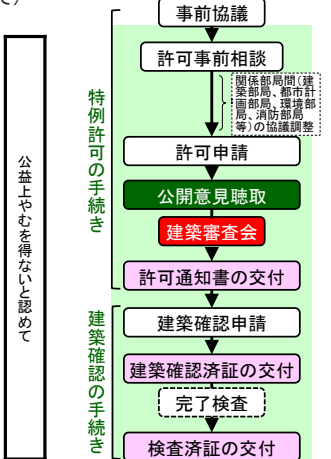 て）
公益上やむを得ないと認めて
特例許可の手続き
事前協議
許可事前相談
関係部局間（建
築部局、都市計
画部局、環境部
局、消防部局
等）の協議調整
許可申請
公開意見聴取
建築審査会
許可通知書の交付
建築確認の手続き
建築確認申請
建築確認済証の交付
完了検査
検査済証の交付